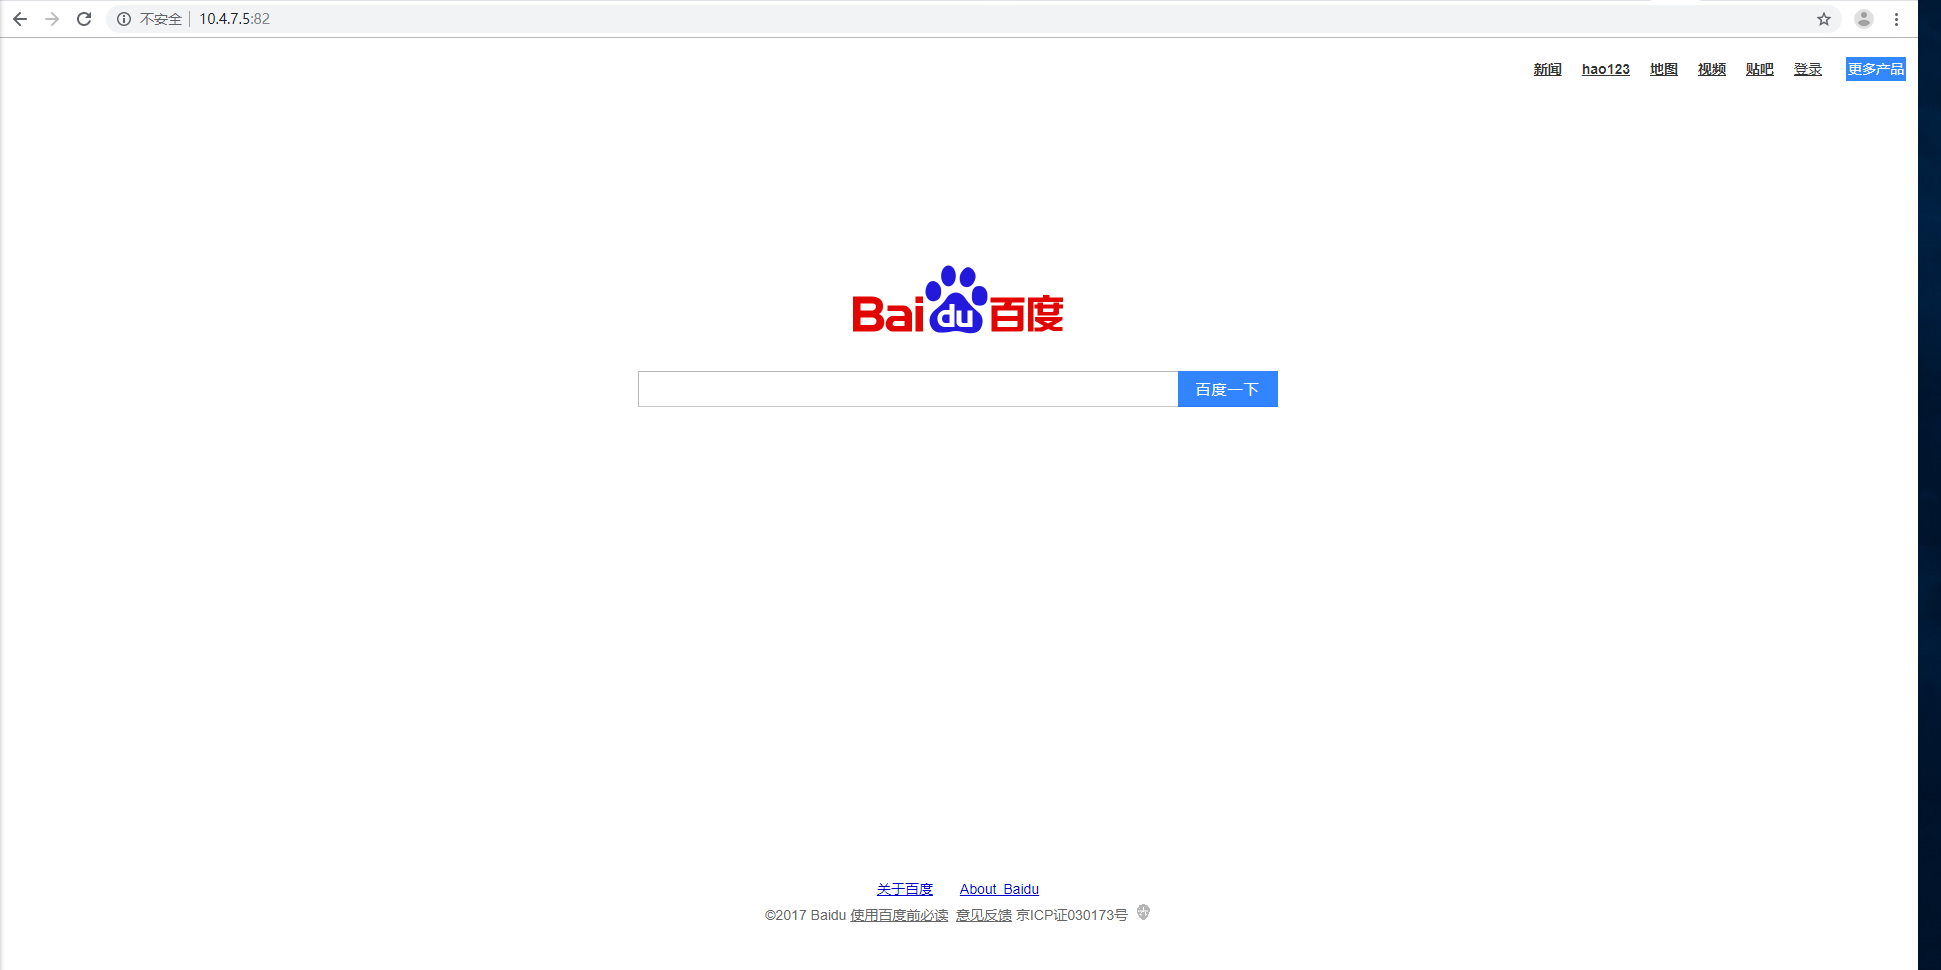 不安全 10.4.7.5:82
新闻 hao123 地图 视频 贴吧 登录 更多产品
Bai du 百度
百度一下
关于百度 About Baidu
©2017 Baidu 使用百度前必读 意见反馈 京ICP证030173号